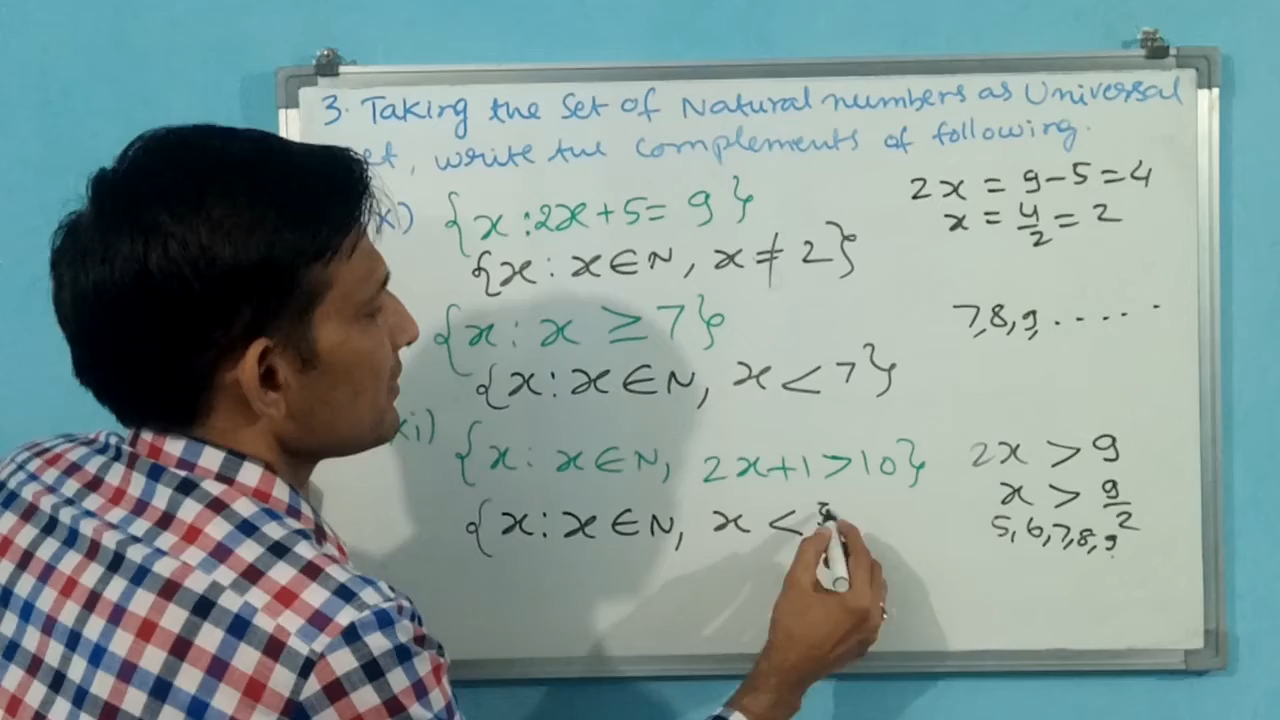 3. Taking the Set of Natural numbers as Universal
, write the complements of following.
{x : 2x + 5 = 9}
2x = 9 - 5 = 4
x = 4/2 = 2
{x : x ∈ N, x ≠ 2}
{x : x ≥ 7}
7, 8, 9, . . . . .
{x : x ∈ N, x < 7}
{x : x ∈ N, 2x + 1 > 10}
2x > 9
x > 9/2
5, 6, 7, 8, 9
{x : x ∈ N, x <